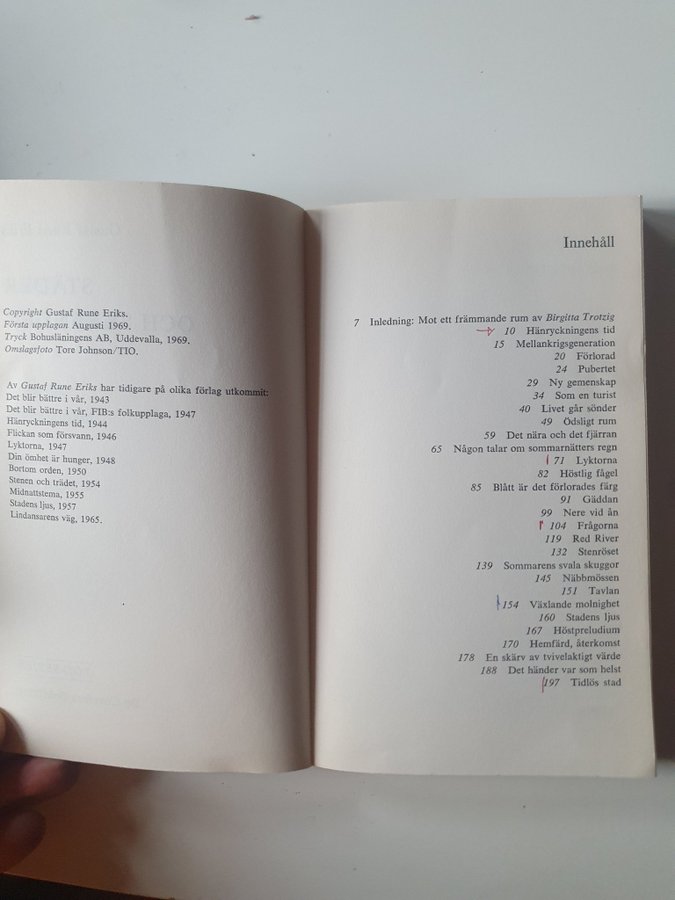 Copyright Gustaf Rune Eriks.
Första upplagan Augusti 1969.
Tryck Bohusläningens AB, Uddevalla, 1969.
Omslagsfoto Tore Johnson/TIO.
Av Gustaf Rune Eriks har tidigare på olika förlag utkommit:
Det blir bättre i vår, 1943
Det blir bättre i vår, FIB:s folkupplaga, 1947
Hänryckningens tid, 1944
Flickan som försvann, 1946
Lyktorna, 1947
Din ömhet är hunger, 1948
Bortom orden, 1950
Stenen och trädet, 1954
Midnattstema, 1955
Stadens ljus, 1957
Lindansarens väg, 1965.
Innehåll
7 Inledning: Mot ett främmande rum av Birgitta Trotzig
10 Hänryckningens tid
15 Mellankrigsgeneration
20 Förlorad
24 Pubertet
29 Ny gemenskap
34 Som en turist
40 Livet går sönder
49 Ödsligt rum
59 Det nära och det fjärran
65 Någon talar om sommarnätters regn
71 Lyktorna
82 Höstlig fågel
85 Blått är det förlorades färg
91 Gäddan
99 Nere vid ån
104 Frågorna
119 Red River
132 Stenröset
139 Sommarens svala skuggor
145 Näbbmössen
151 Tavlan
154 Växlande molnighet
160 Stadens ljus
167 Höstpreludium
170 Hemfärd, återkomst
178 En skärv av tvivelaktigt värde
188 Det händer var som helst
197 Tidlös stad